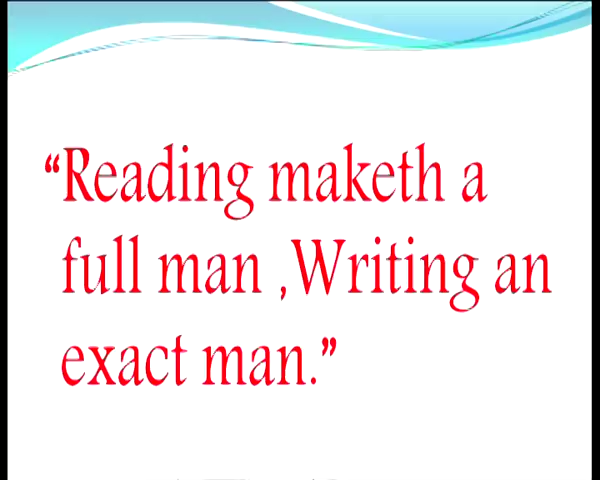 “Reading maketh a
full man ,Writing an
exact man.”